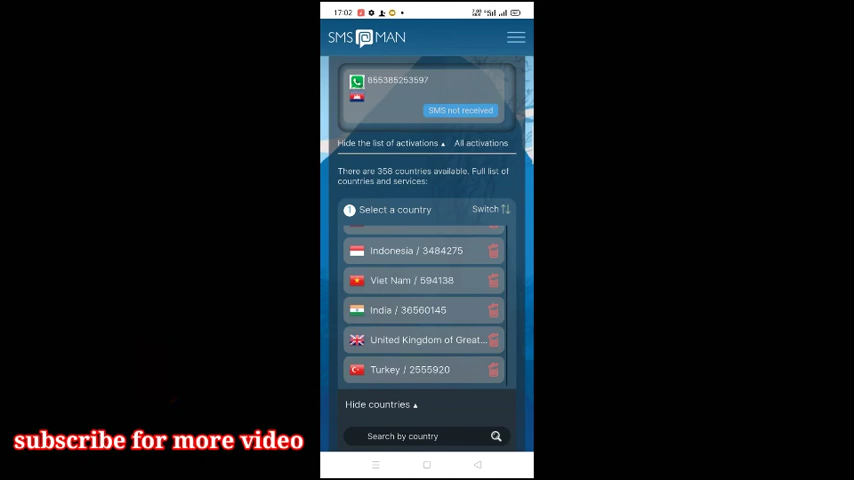 17:02
SMS MAN
855385253597
SMS not received
Hide the list of activations ▴ All activations
There are 358 countries available. Full list of
countries and services:
1 Select a country Switch
Indonesia / 3484275
Viet Nam / 594138
India / 36560145
United Kingdom of Great...
Turkey / 2555920
Hide countries ▴
Search by country
subscribe for more video